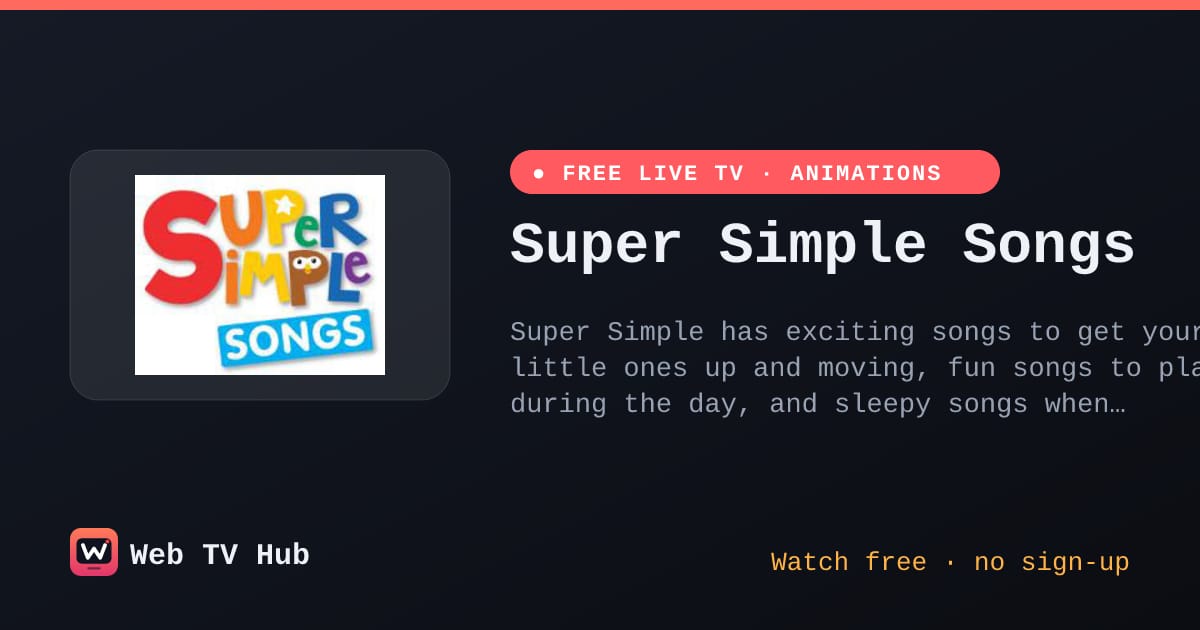 SUPER
SiMPLe
SONGS
● FREE LIVE TV · ANIMATIONS
Super Simple Songs
Super Simple has exciting songs to get your
little ones up and moving, fun songs to pla
during the day, and sleepy songs when…
Web TV Hub
Watch free · no sign-up